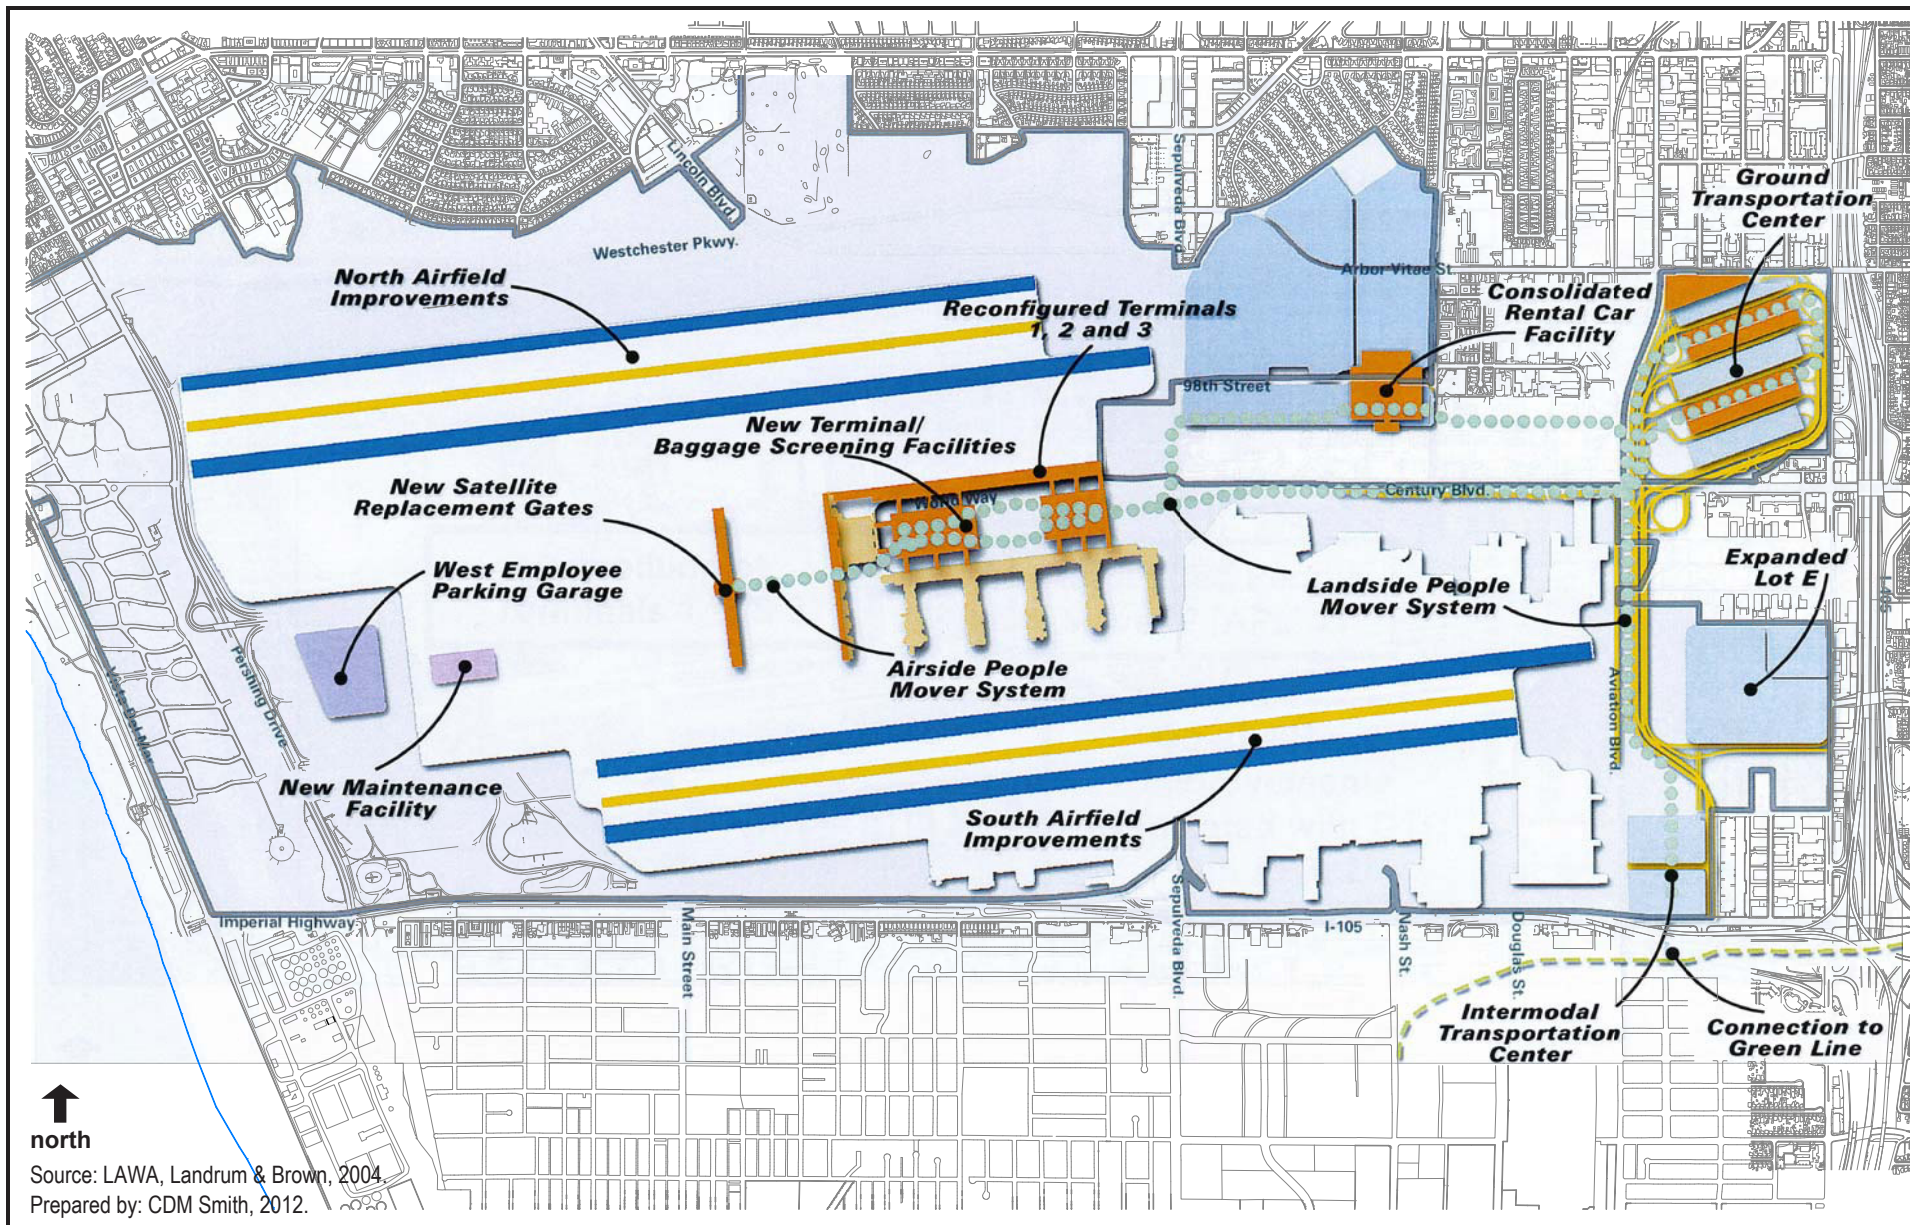 Ground
Transportation
Center
Lincoln Blvd.
Sepulveda Blvd.
Westchester Pkwy.
North Airfield
Improvements
Arbor Vitae St.
Consolidated
Rental Car
Facility
Reconfigured Terminals
1, 2 and 3
98th Street
New Terminal/
Baggage Screening Facilities
New Satellite
Replacement Gates
World Way
Century Blvd.
West Employee
Parking Garage
Expanded
Lot E
Landside People
Mover System
I-405
Airside People
Mover System
Pershing Drive
Vista Del Mar
Aviation Blvd.
New Maintenance
Facility
South Airfield
Improvements
Imperial Highway
Main Street
Sepulveda Blvd.
I-105
Nash St.
Douglas St.
Intermodal
Transportation
Center
Connection to
Green Line
north
Source: LAWA, Landrum & Brown, 2004.
Prepared by: CDM Smith, 2012.